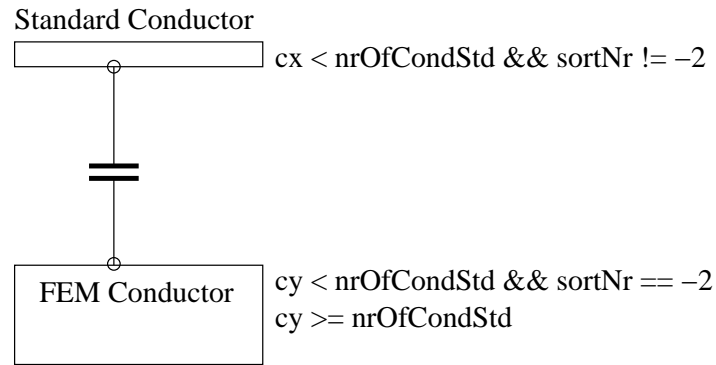 Standard Conductor
cx < nrOfCondStd && sortNr != −2
FEM Conductor
cy < nrOfCondStd && sortNr == −2
cy >= nrOfCondStd